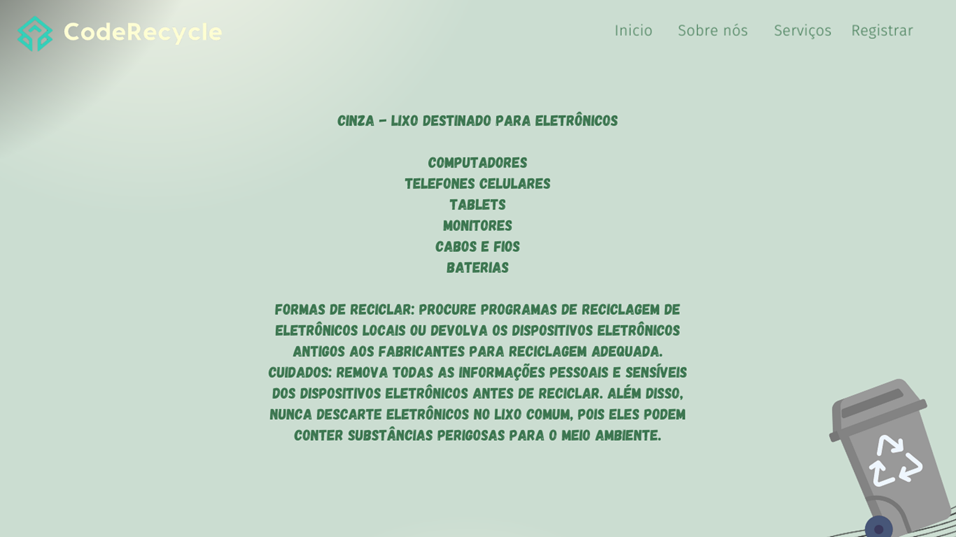 CodeRecycle
Inicio Sobre nós Serviços Registrar
CINZA – LIXO DESTINADO PARA ELETRÔNICOS
COMPUTADORES
TELEFONES CELULARES
TABLETS
MONITORES
CABOS E FIOS
BATERIAS
FORMAS DE RECICLAR: PROCURE PROGRAMAS DE RECICLAGEM DE
ELETRÔNICOS LOCAIS OU DEVOLVA OS DISPOSITIVOS ELETRÔNICOS
ANTIGOS AOS FABRICANTES PARA RECICLAGEM ADEQUADA.
CUIDADOS: REMOVA TODAS AS INFORMAÇÕES PESSOAIS E SENSÍVEIS
DOS DISPOSITIVOS ELETRÔNICOS ANTES DE RECICLAR. ALÉM DISSO,
NUNCA DESCARTE ELETRÔNICOS NO LIXO COMUM, POIS ELES PODEM
CONTER SUBSTÂNCIAS PERIGOSAS PARA O MEIO AMBIENTE.